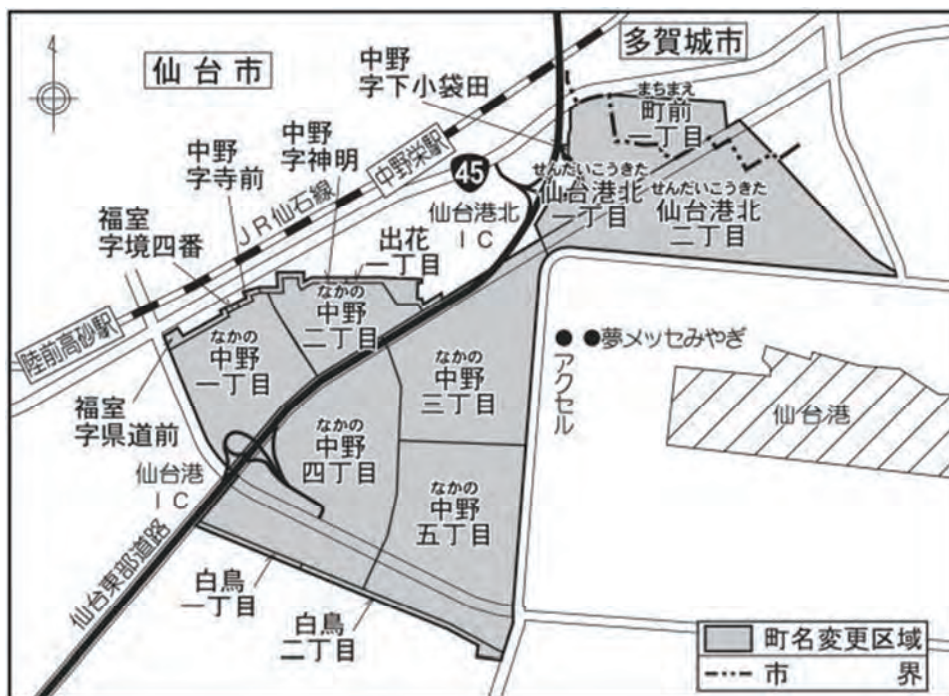 仙台市
多賀城市
中野
字下小袋田
まちまえ
町前
一丁目
中野
字神明
中野
字寺前
福室
字境四番
JR仙石線
中野栄駅
45
仙台港北
IC
せんだいこうきた
仙台港北
一丁目
せんだいこうきた
仙台港北
二丁目
出花
一丁目
陸前高砂駅
なかの
中野
一丁目
なかの
中野
二丁目
なかの
中野
三丁目
夢メッセみやぎ
アクセル
仙台港
福室
字県道前
なかの
中野
四丁目
なかの
中野
五丁目
仙台港
IC
仙台東部道路
白鳥
一丁目
白鳥
二丁目
町名変更区域
市界